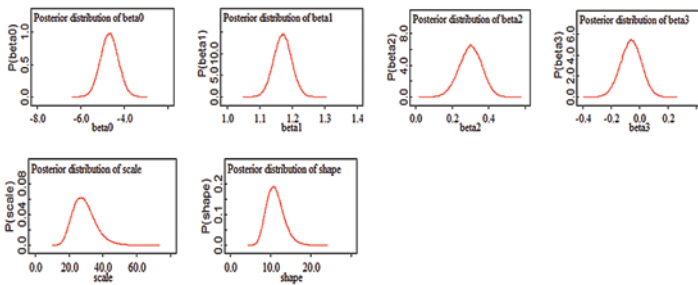 Posterior distribution of beta0
Posterior distribution of beta1
Posterior distribution of beta2
Posterior distribution of beta3
P(beta0)
0.0 0.5 1.0
-8.0 -6.0 -4.0
beta0
P(beta1)
0.0 5.0 10.0
1.0 1.1 1.2 1.3 1.4
beta1
P(beta2)
0.0 4.0 8.0
0.0 0.2 0.4
beta2
P(beta3)
0.0 2.0 4.0 6.0
-0.4 -0.2 0.0 0.2
beta3
Posterior distribution of scale
Posterior distribution of shape
P(scale)
0.0 0.04 0.08
0.0 20.0 40.0 60.0
scale
P(shape)
0.0 0.1 0.2
0.0 10.0 20.0
shape